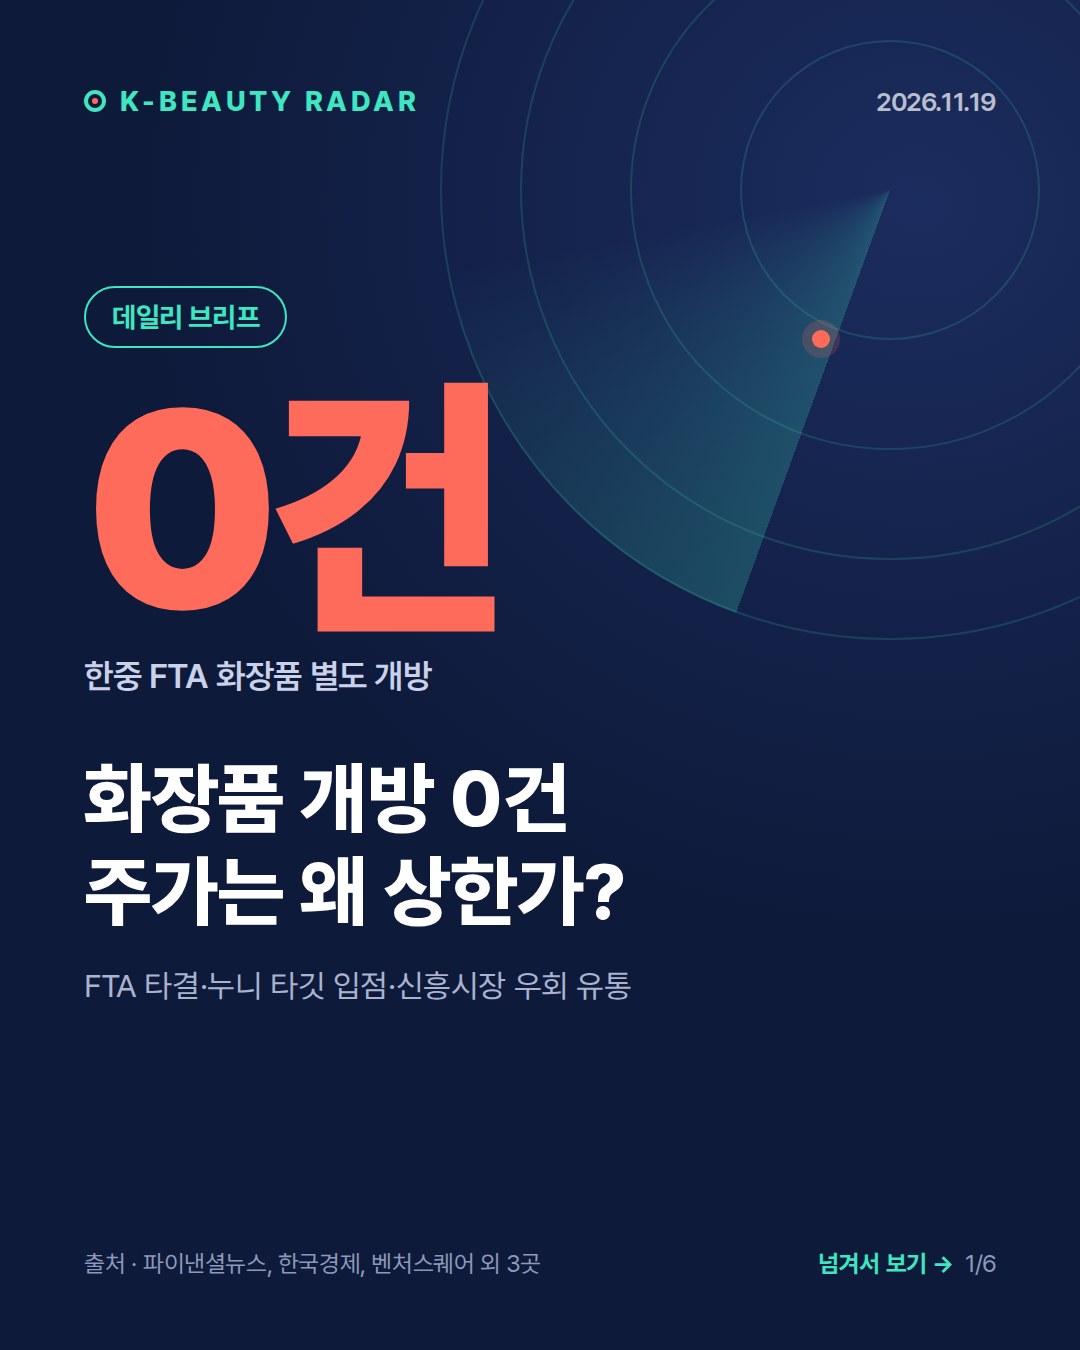 K-BEAUTY RADAR
2026.11.19
데일리 브리프
0건
한중 FTA 화장품 별도 개방
화장품 개방 0건
주가는 왜 상한가?
FTA 타결·누니 타깃 입점·신흥시장 우회 유통
출처 · 파이낸셜뉴스, 한국경제, 벤처스퀘어 외 3곳
넘겨서 보기 → 1/6